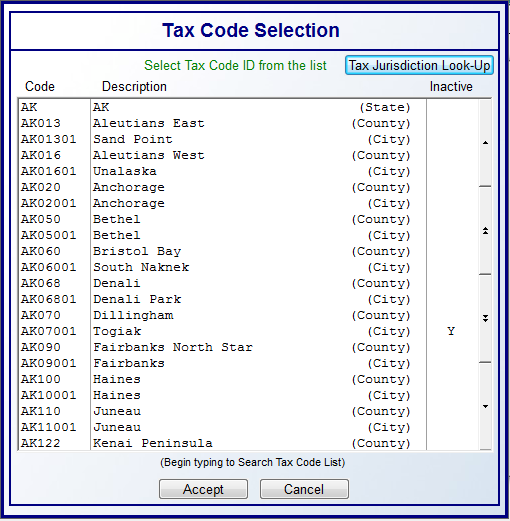 Tax Code Selection
Select Tax Code ID from the list Tax Jurisdiction Look-Up
Code Description Inactive
AK AK (State)
AK013 Aleutians East (County)
AK01301 Sand Point (City)
AK016 Aleutians West (County)
AK01601 Unalaska (City)
AK020 Anchorage (County)
AK02001 Anchorage (City)
AK050 Bethel (County)
AK05001 Bethel (City)
AK060 Bristol Bay (County)
AK06001 South Naknek (City)
AK068 Denali (County)
AK06801 Denali Park (City)
AK070 Dillingham (County)
AK07001 Togiak (City) Y
AK090 Fairbanks North Star (County)
AK09001 Fairbanks (City)
AK100 Haines (County)
AK10001 Haines (City)
AK110 Juneau (County)
AK11001 Juneau (City)
AK122 Kenai Peninsula (County)
(Begin typing to Search Tax Code List)
Accept Cancel